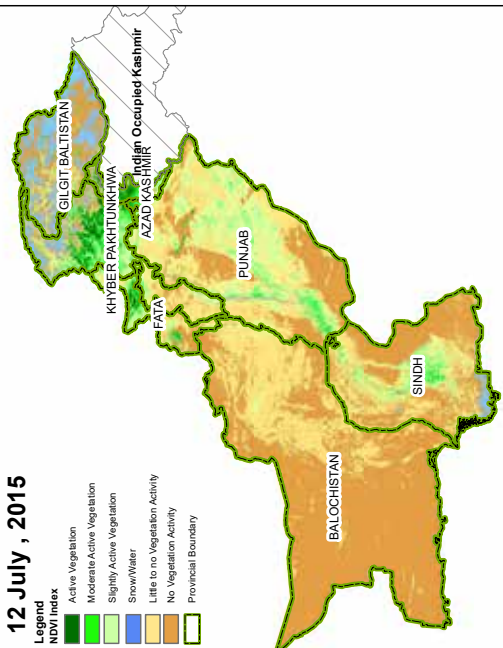 12 July , 2015
Legend
NDVI Index
Active Vegetation
Moderate Active Vegetation
Slightly Active Vegetation
Snow/Water
Little to no Vegetation Activity
No Vegetation Activity
Provincial Boundary
GILGIT BALTISTAN
KHYBER PAKHTUNKHWA
Indian Occupied Kashmir
AZAD KASHMIR
FATA
PUNJAB
BALOCHISTAN
SINDH